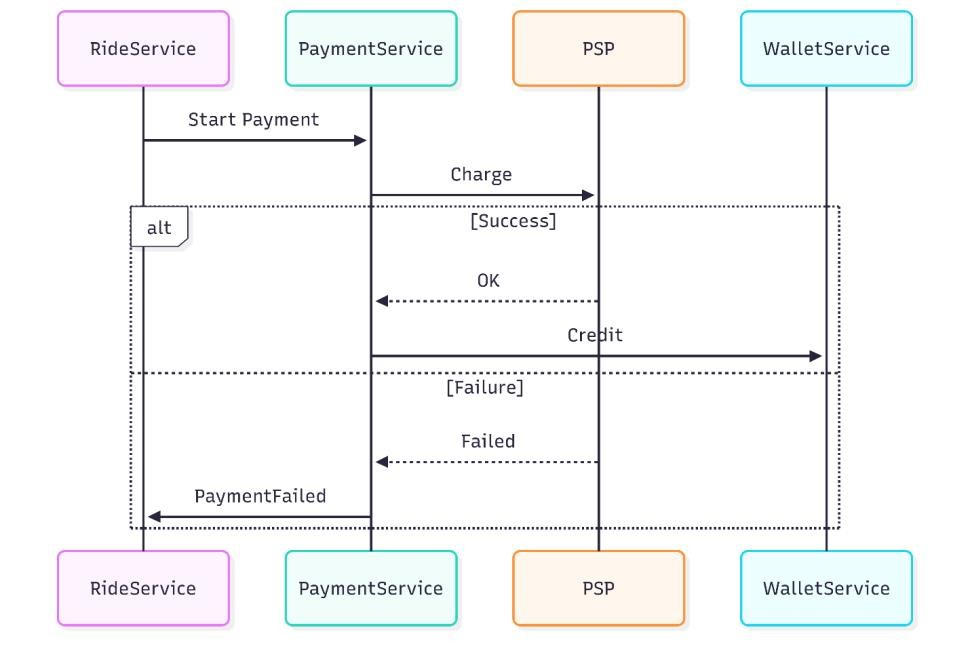 RideService
PaymentService
PSP
WalletService
Start Payment
Charge
alt
[Success]
OK
Credit
[Failure]
Failed
PaymentFailed
RideService
PaymentService
PSP
WalletService